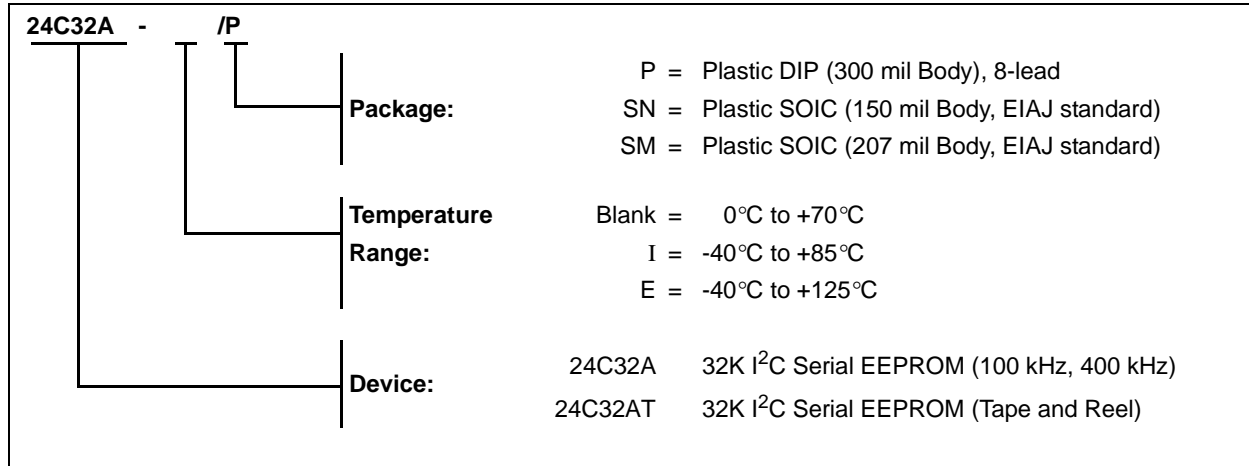 24C32A - /P
Package:
P = Plastic DIP (300 mil Body), 8-lead
SN = Plastic SOIC (150 mil Body, EIAJ standard)
SM = Plastic SOIC (207 mil Body, EIAJ standard)
Temperature
Range:
Blank = 0°C to +70°C
I = -40°C to +85°C
E = -40°C to +125°C
Device:
24C32A 32K I²C Serial EEPROM (100 kHz, 400 kHz)
24C32AT 32K I²C Serial EEPROM (Tape and Reel)